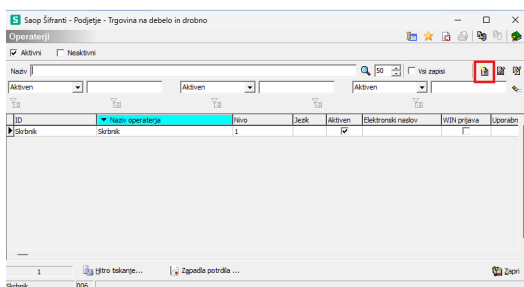 Saop Šifranti - Podjetje - Trgovina na debelo in drobno
Operaterji
Aktivni Neaktivni
Naziv 50 Vsi zapisi
Aktiven Aktiven Aktiven
ID Naziv operaterja Nivo Jezik Aktiven Elektronski naslov WIN prijava Uporabn
Skrbnik Skrbnik 1
1 Hitro tiskanje... Zapadla potrdila ... Zapri
Skrbnik 006